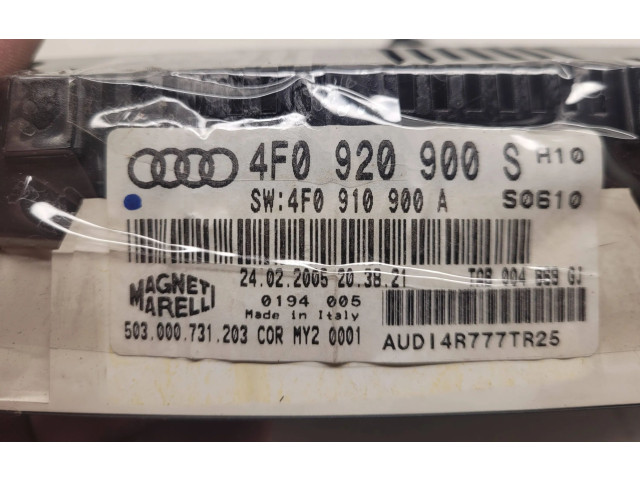 4F0 920 900 S H10
SW:4F0 910 900 A S0610
24.02.2005 20.38.21
MAGNETI MARELLI
0194 005
Made in Italy
503.000.731.203 COR MY2 0001
AUDI4R777TR25